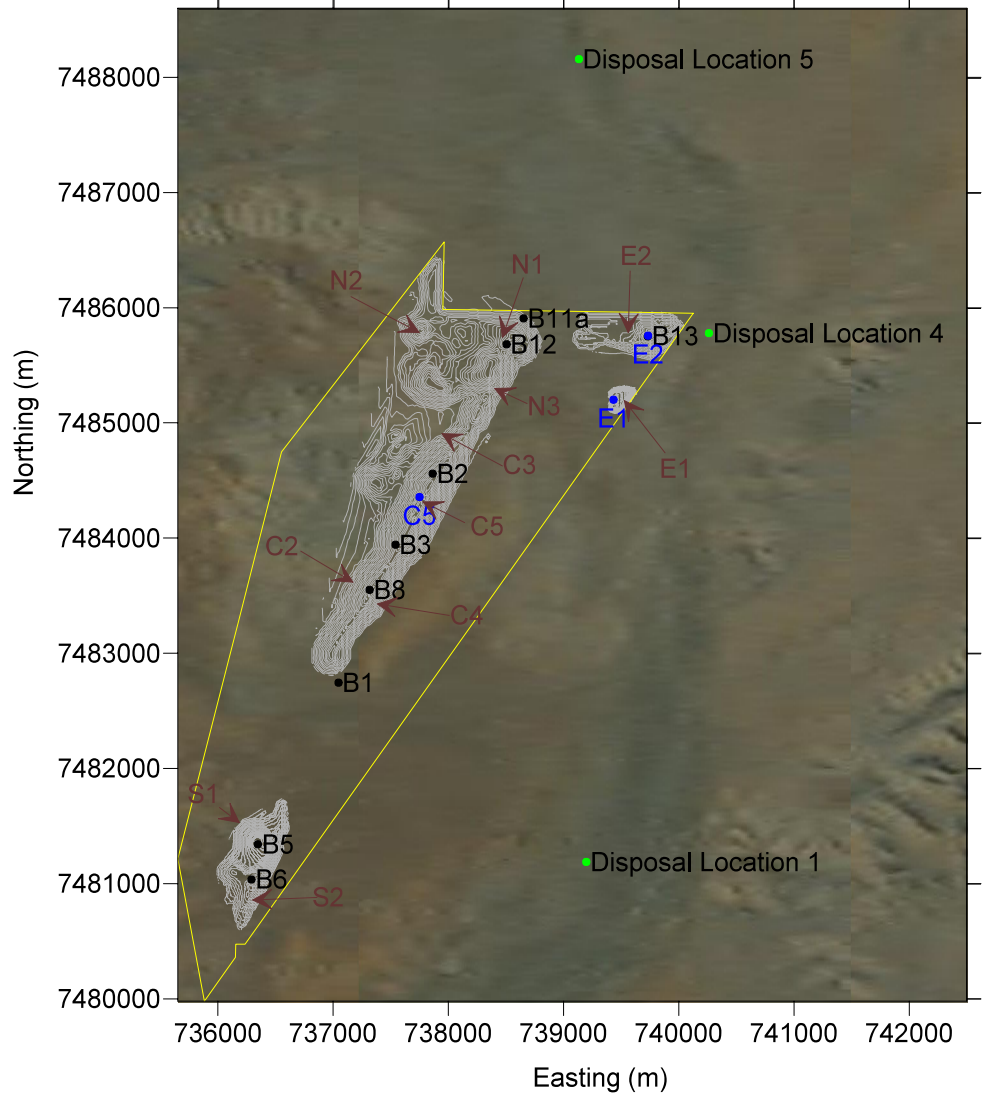 Disposal Location 5
7488000
7487000
7486000
7485000
7484000
7483000
7482000
7481000
7480000
Northing (m)
N2
N1
E2
B11a
B12
B13
E2
Disposal Location 4
N3
E1
E1
C3
B2
C5
C5
B3
C2
B8
C4
B1
S1
B5
B6
S2
Disposal Location 1
736000 737000 738000 739000 740000 741000 742000
Easting (m)